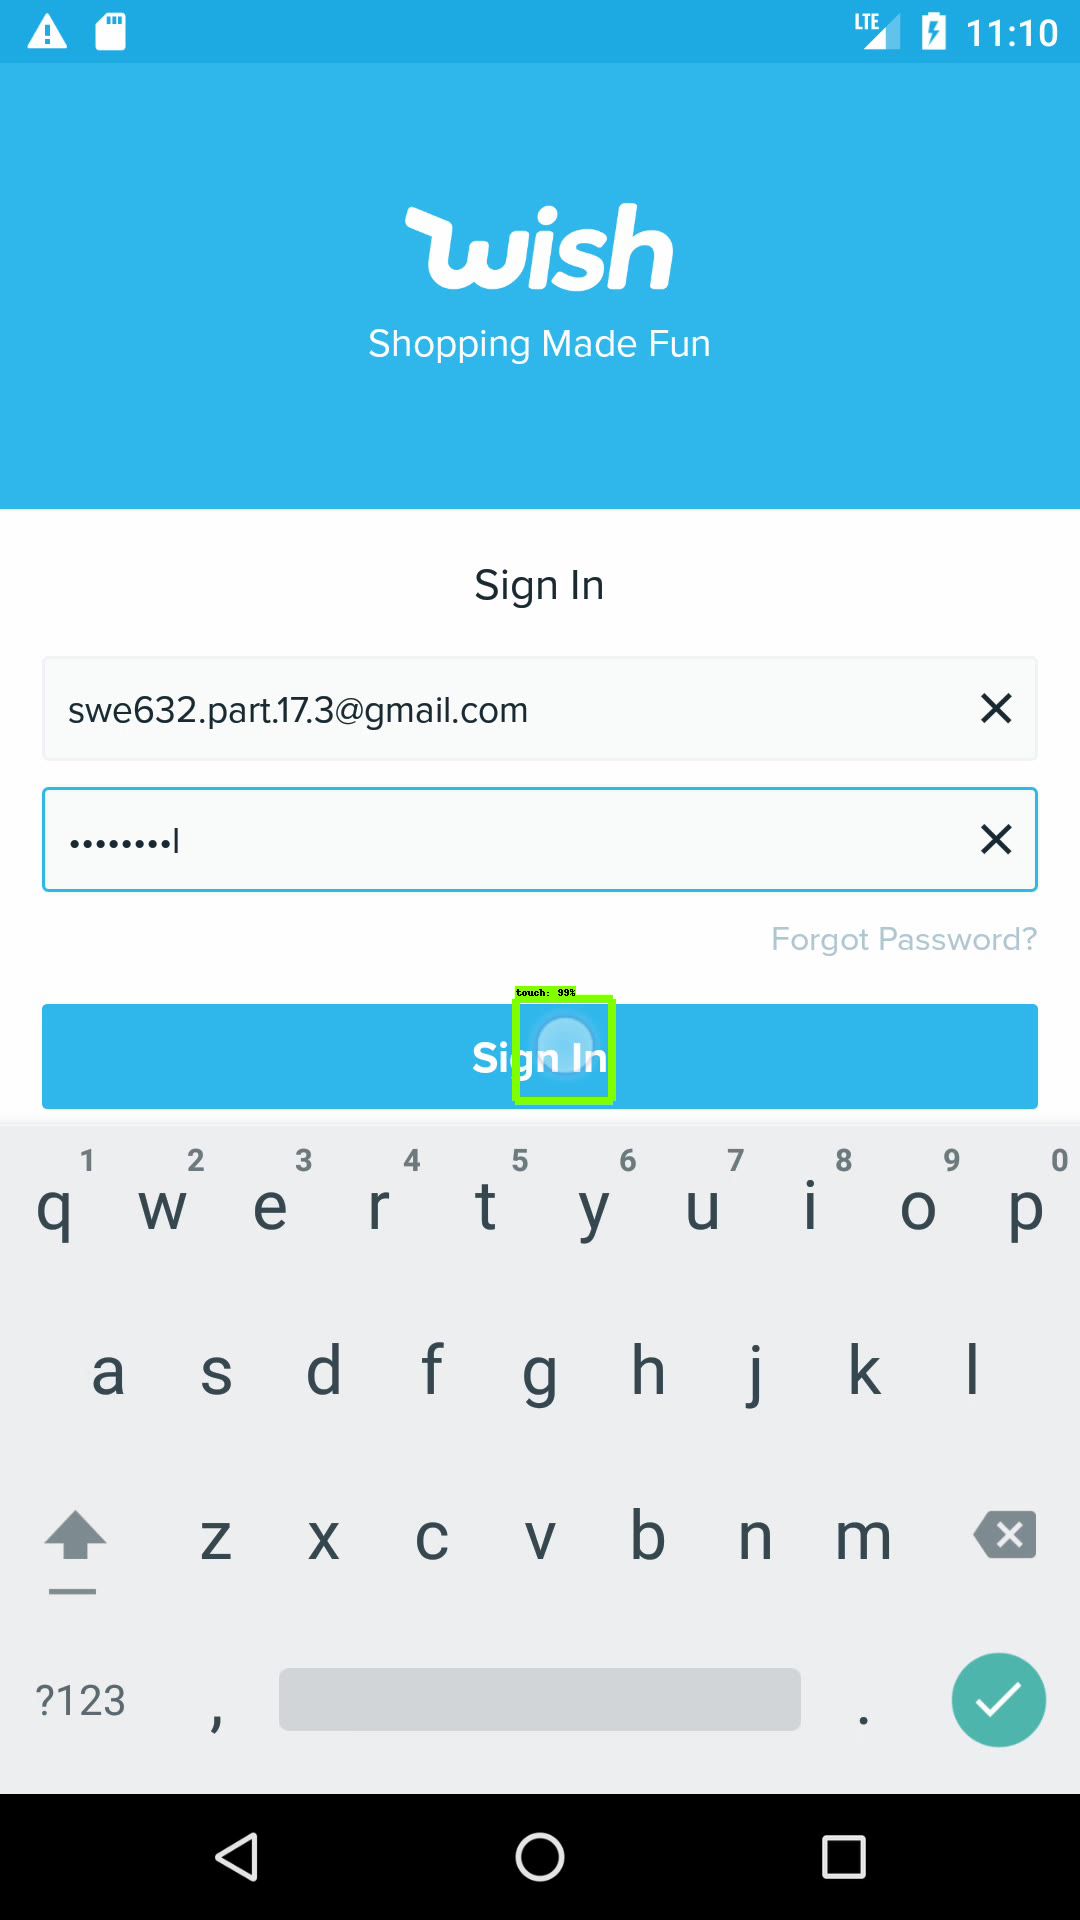 LTE 11:10
wish
Shopping Made Fun
Sign In
swe632.part.17.3@gmail.com
••••••••
Forgot Password?
touch: 99%
Sign In
1 2 3 4 5 6 7 8 9 0
q w e r t y u i o p
a s d f g h j k l
z x c v b n m
?123 , .